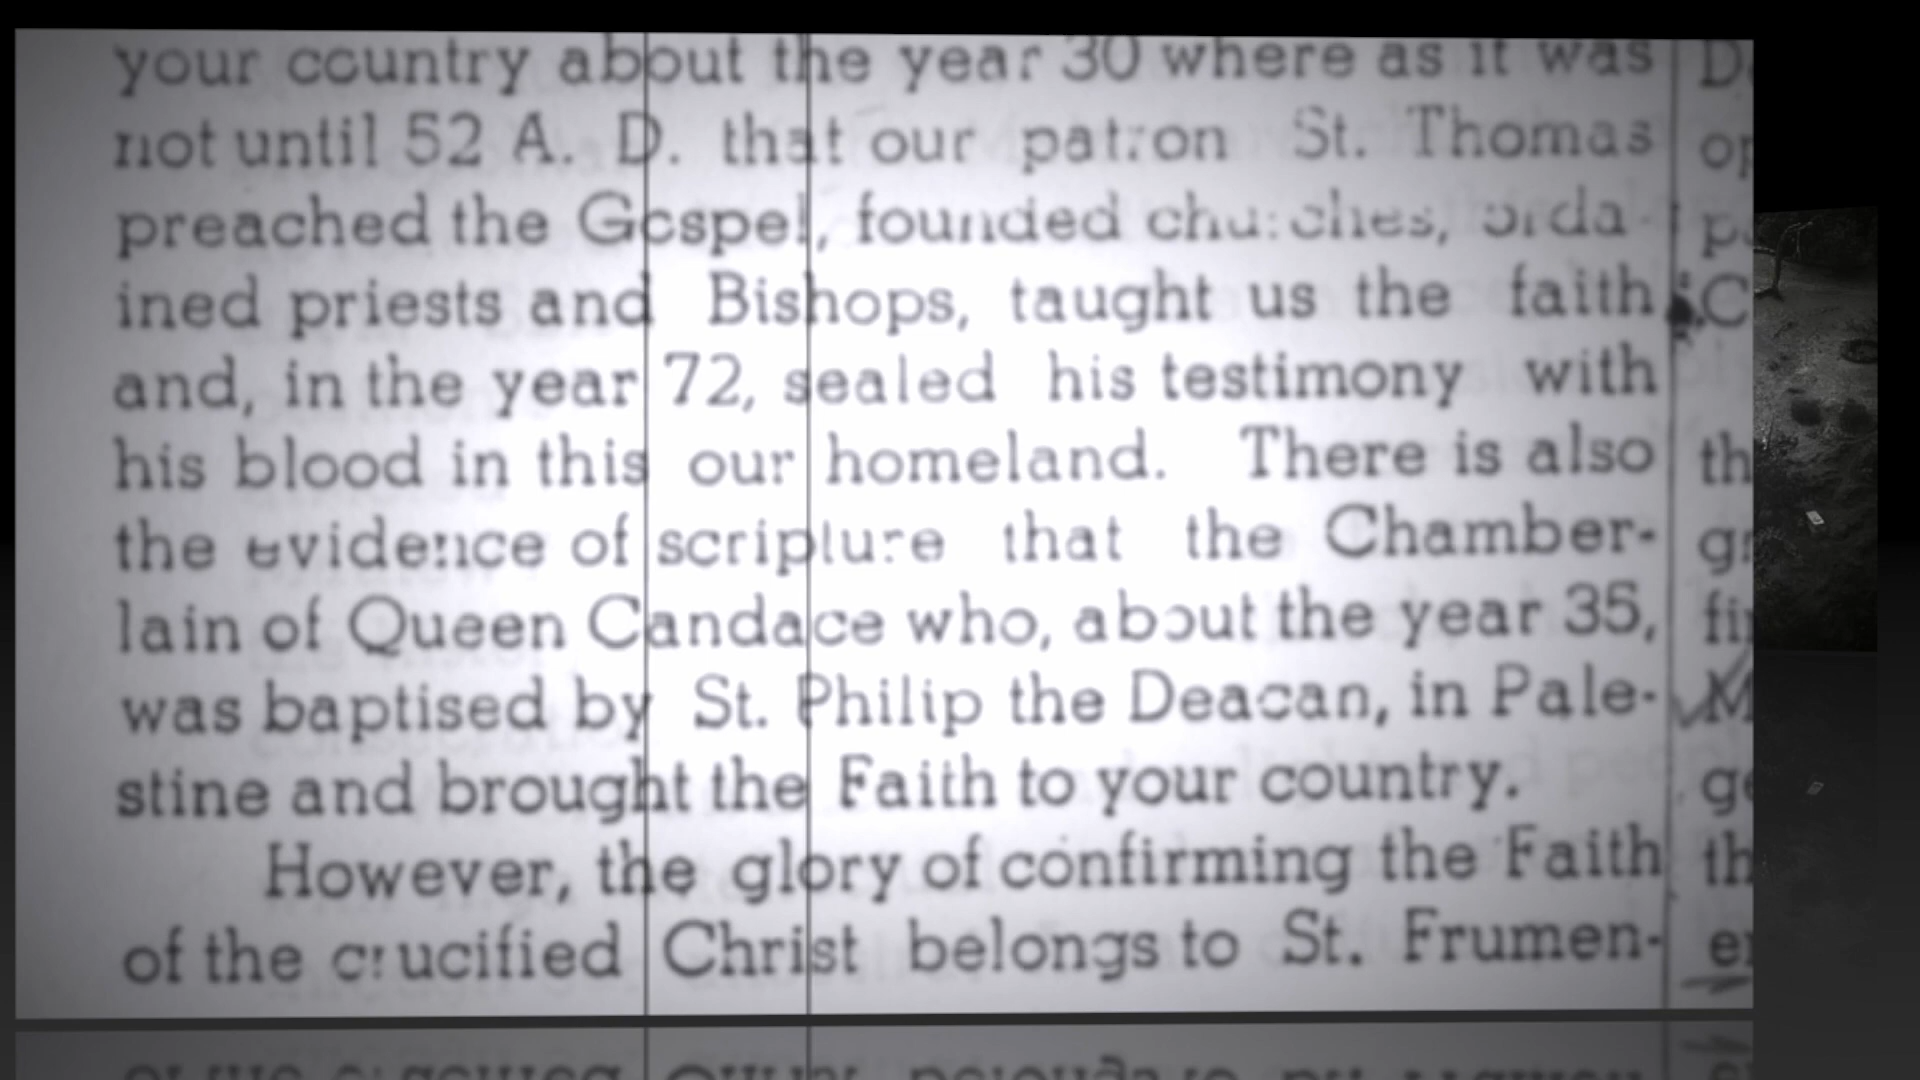 your country about the year 30 where as it was
not until 52 A. D. that our patron St. Thomas
preached the Gospel, founded churches, orda-
ined priests and Bishops, taught us the faith
and, in the year 72, sealed his testimony with
his blood in this our homeland. There is also
the evidence of scripture that the Chamber-
lain of Queen Candace who, about the year 35,
was baptised by St. Philip the Deacan, in Pale-
stine and brought the Faith to your country.
However, the glory of confirming the Faith
of the crucified Christ belongs to St. Frumen-